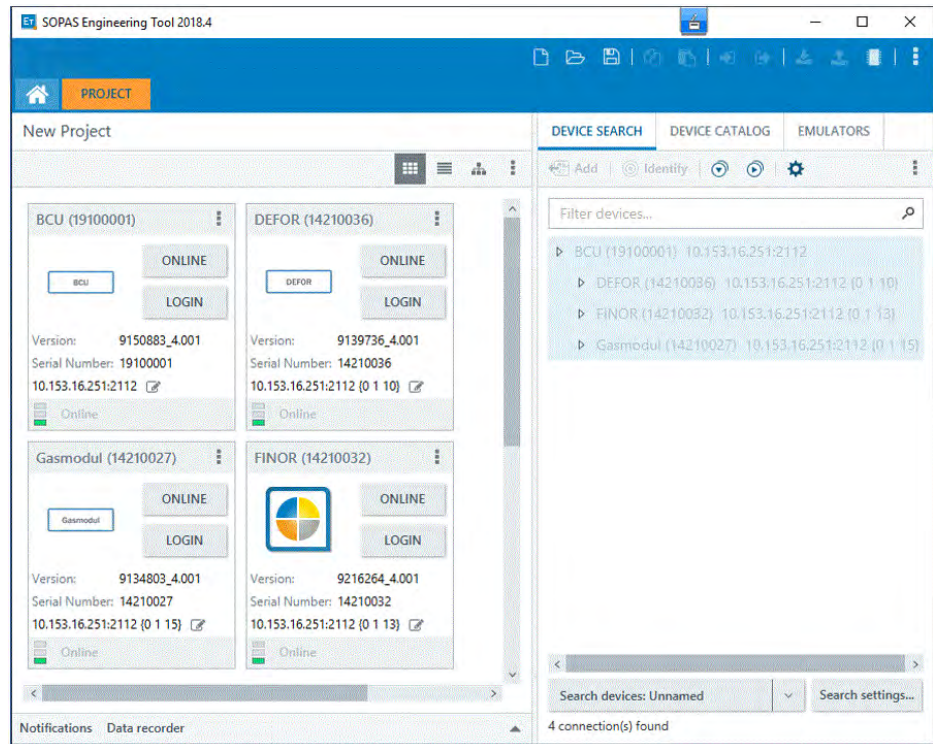 ET SOPAS Engineering Tool 2018.4
PROJECT
New Project
BCU (19100001)
BCU
ONLINE
LOGIN
Version: 9150883_4.001
Serial Number: 19100001
10.153.16.251:2112
Online
DEFOR (14210036)
DEFOR
ONLINE
LOGIN
Version: 9139736_4.001
Serial Number: 14210036
10.153.16.251:2112 {0 1 10}
Online
Gasmodul (14210027)
Gasmodul
ONLINE
LOGIN
Version: 9134803_4.001
Serial Number: 14210027
10.153.16.251:2112 {0 1 15}
Online
FINOR (14210032)
ONLINE
LOGIN
Version: 9216264_4.001
Serial Number: 14210032
10.153.16.251:2112 {0 1 13}
Online
Notifications Data recorder
DEVICE SEARCH DEVICE CATALOG EMULATORS
Add Identify
Filter devices...
BCU (19100001) 10.153.16.251:2112
DEFOR (14210036) 10.153.16.251:2112 {0 1 10}
FINOR (14210032) 10.153.16.251:2112 {0 1 13}
Gasmodul (14210027) 10.153.16.251:2112 {0 1 15}
Search devices: Unnamed
Search settings...
4 connection(s) found